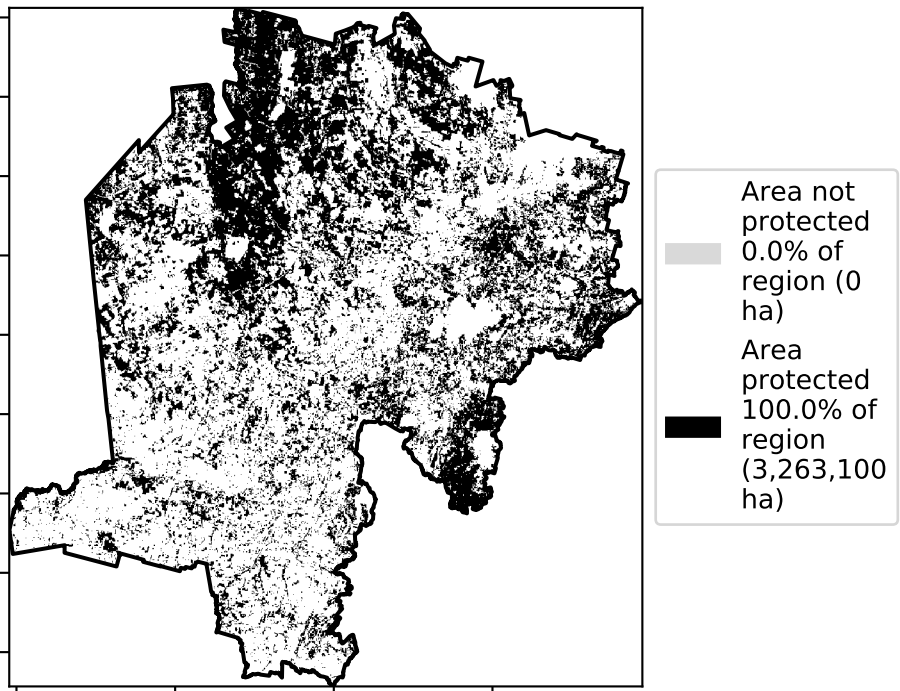 Area not
protected
0.0% of
region (0
ha)
Area
protected
100.0% of
region
(3,263,100
ha)